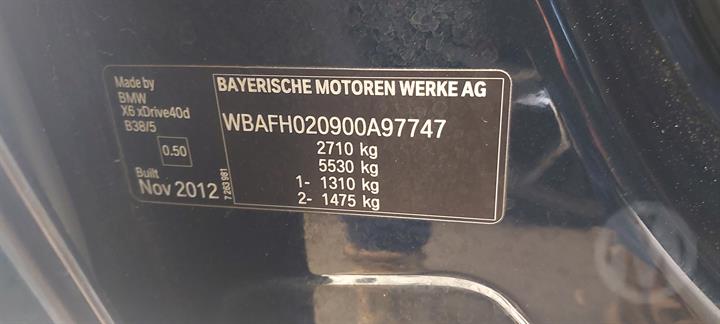 Made by
BMW
X6 xDrive40d
B38/5
0.50
Built
Nov 2012
7 263 981
BAYERISCHE MOTOREN WERKE AG
WBAFH020900A97747
2710 kg
5530 kg
1- 1310 kg
2- 1475 kg